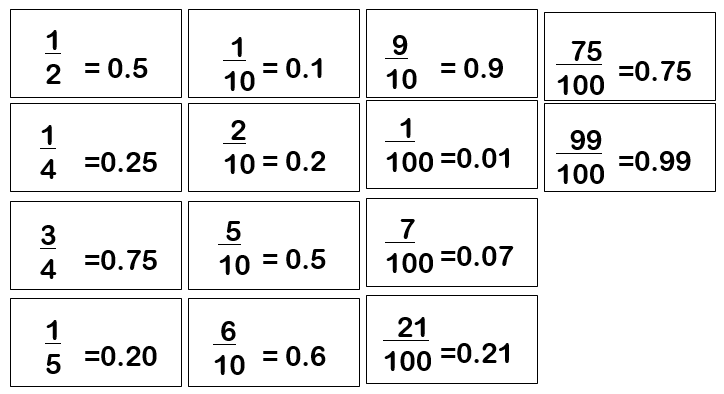 1/2 = 0.5
1/10 = 0.1
9/10 = 0.9
75/100 =0.75
1/4 =0.25
2/10 = 0.2
1/100 =0.01
99/100 =0.99
3/4 =0.75
5/10 = 0.5
7/100 =0.07
1/5 =0.20
6/10 = 0.6
21/100 =0.21